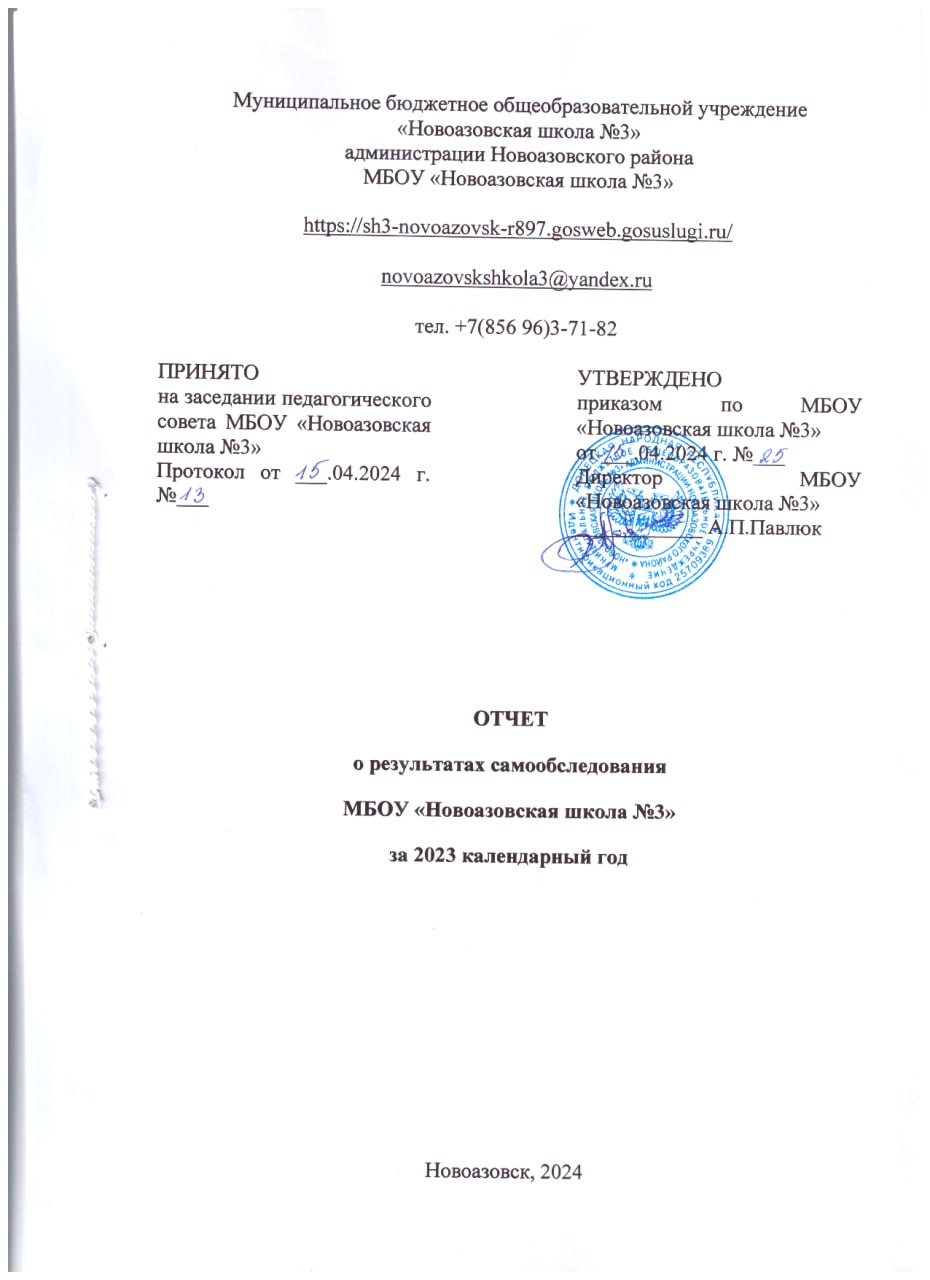 Муниципальное бюджетное общеобразовательной учреждение
«Новоазовская школа №3»
администрации Новоазовского района
МБОУ «Новоазовская школа №3»
https://sh3-novoazovsk-r897.gosweb.gosuslugi.ru/
novoazovskshkola3@yandex.ru
тел. +7(856 96)3-71-82
ПРИНЯТО
на заседании педагогического
совета МБОУ «Новоазовская
школа №3»
Протокол от 15.04.2024 г.
№13
УТВЕРЖДЕНО
приказом по МБОУ
«Новоазовская школа №3»
от .04.2024 г. № 25
Директор МБОУ
«Новоазовская школа №3»
А.П.Павлюк
Идентификационный код 25709389
ОТЧЕТ
о результатах самообследования
МБОУ «Новоазовская школа №3»
за 2023 календарный год
Новоазовск, 2024